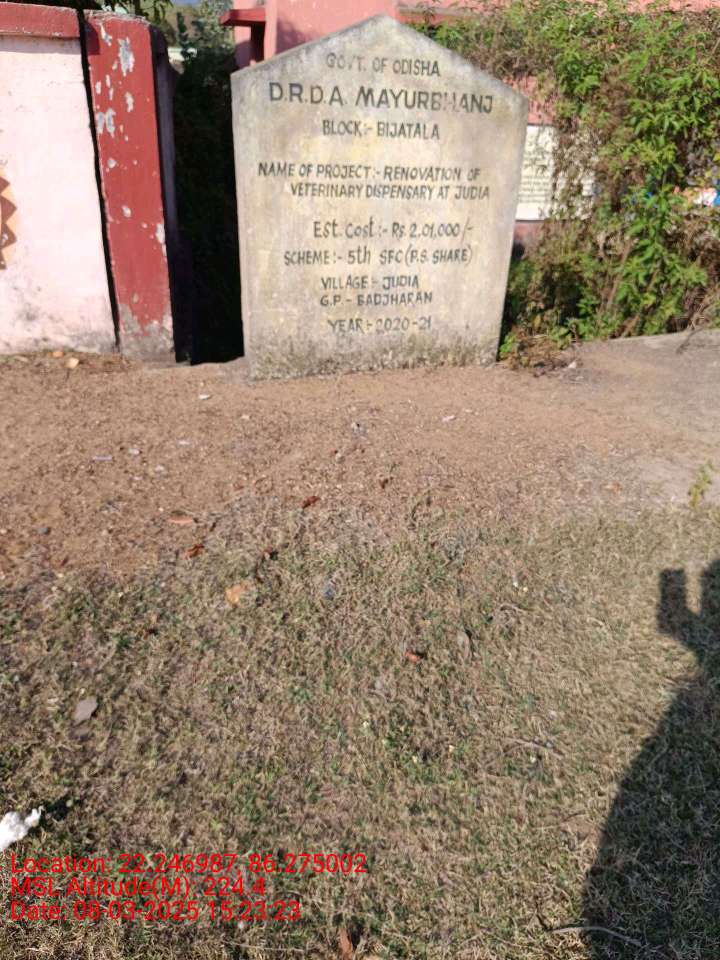 GOVT. OF ODISHA
D.R.D.A. MAYURBHANJ
BLOCK:- BIJATALA
NAME OF PROJECT:- RENOVATION OF
VETERINARY DISPENSARY AT JUDIA
EST. COST:- Rs. 2,01,000/-
SCHEME:- 5th SFC (P.S. SHARE)
VILLAGE:- JUDIA
G.P.- BADJHARAN
YEAR:- 2020-21
Location: 22.246987, 86.275002
MSL Altitude(M): 224.4
Date: 08-03-2025 15:23:23